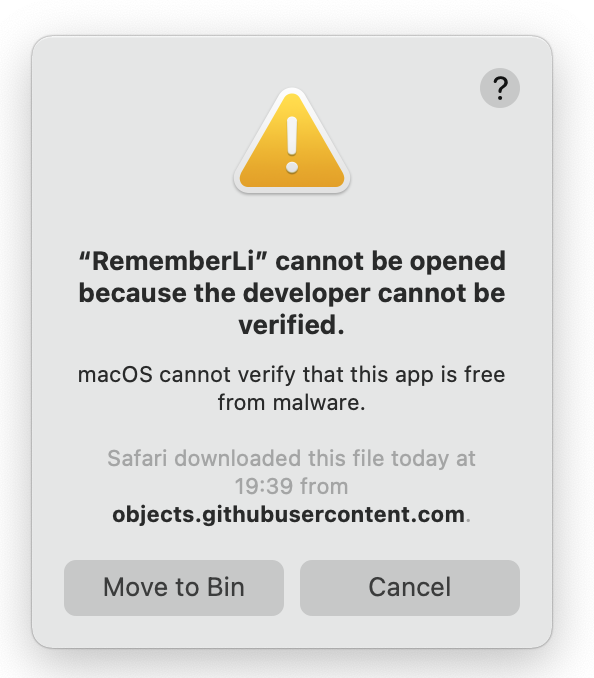 ?
“RememberLi” cannot be opened
because the developer cannot be
verified.
macOS cannot verify that this app is free
from malware.
Safari downloaded this file today at
19:39 from
objects.githubusercontent.com.
Move to Bin
Cancel